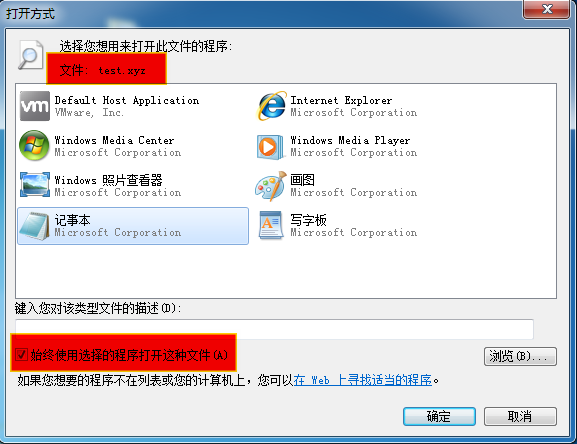 打开方式
选择您想用来打开此文件的程序:
文件: test.xyz
vm Default Host Application
VMware, Inc.
Internet Explorer
Microsoft Corporation
Windows Media Center
Microsoft Corporation
Windows Media Player
Microsoft Corporation
Windows 照片查看器
Microsoft Corporation
画图
Microsoft Corporation
记事本
Microsoft Corporation
写字板
Microsoft Corporation
键入您对该类型文件的描述(D):
始终使用选择的程序打开这种文件(A)
浏览(B)...
如果您想要的程序不在列表或您的计算机上，您可以在 Web 上寻找适当的程序。
确定
取消